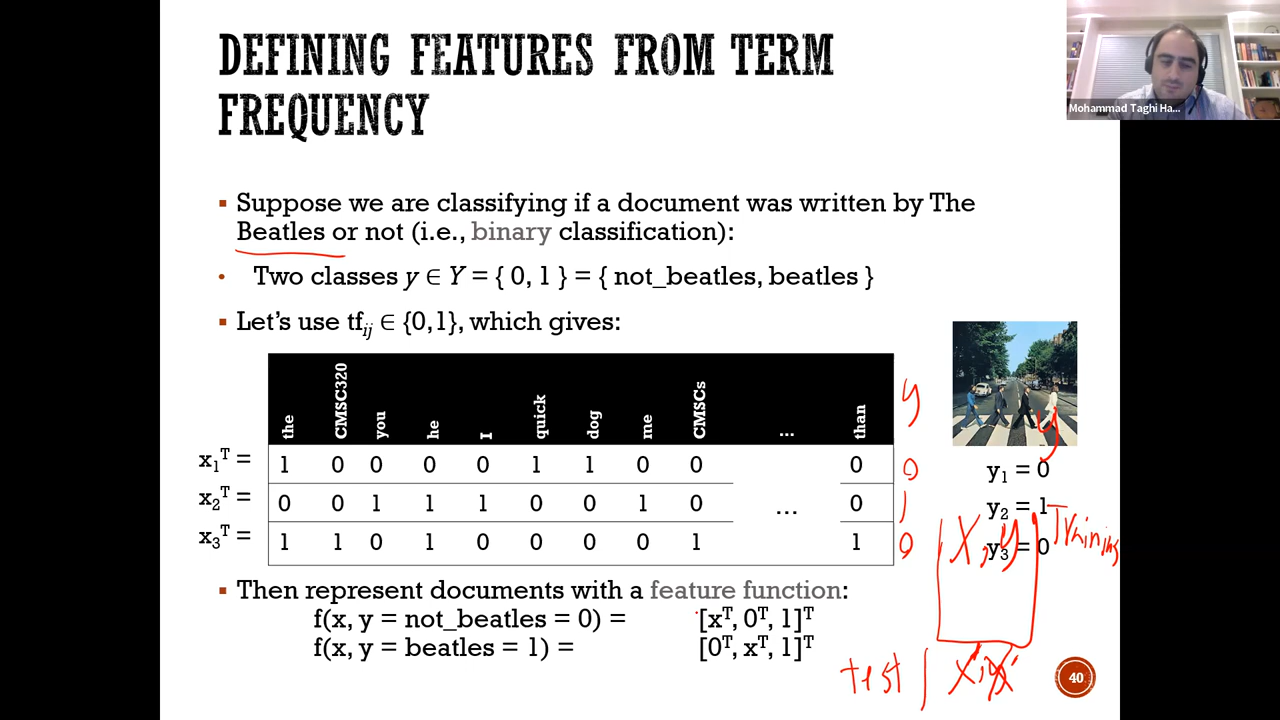 DEFINING FEATURES FROM TERM
FREQUENCY
Mohammad Taghi Ha...
▪ Suppose we are classifying if a document was written by The
Beatles or not (i.e., binary classification):
• Two classes y ∈ Y = { 0, 1 } = { not_beatles, beatles }
▪ Let's use tf_ij ∈ {0,1}, which gives:
the CMSC320 you he I quick dog me CMSCs ... than y
x₁ᵀ = 1 0 0 0 0 1 1 0 0 0 0
x₂ᵀ = 0 0 1 1 1 0 0 1 0 ... 0 1
x₃ᵀ = 1 1 0 1 0 0 0 0 1 1 0
y
y₁ = 0
y₂ = 1
y₃ = 0
X, y Training
▪ Then represent documents with a feature function:
f(x, y = not_beatles = 0) = [xᵀ, 0ᵀ, 1]ᵀ
f(x, y = beatles = 1) = [0ᵀ, xᵀ, 1]ᵀ
test
40